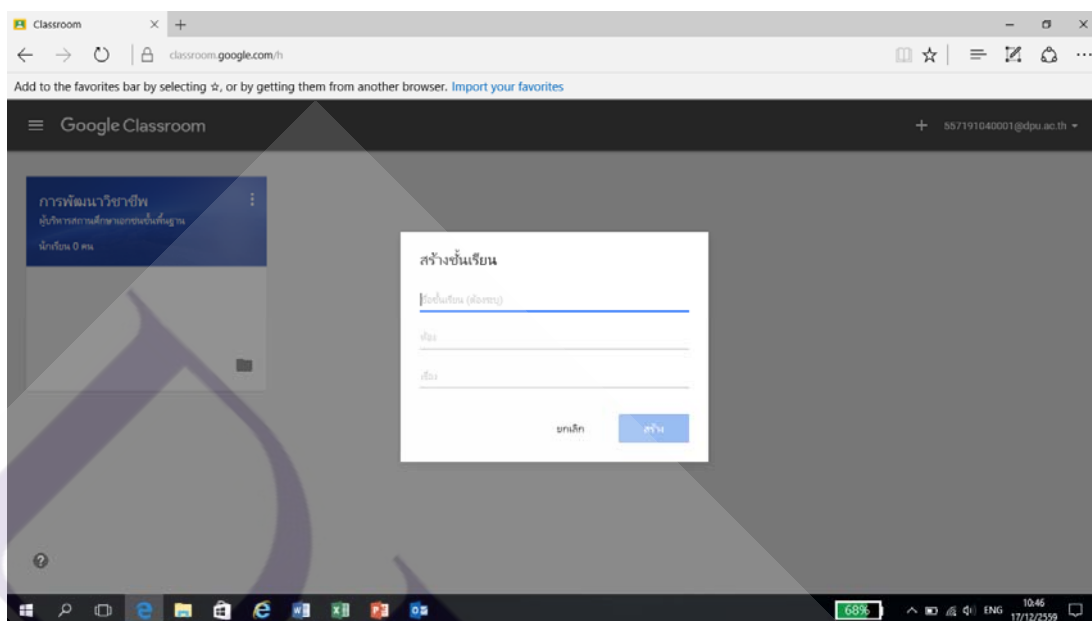 Classroom
classroom.google.com/h
Add to the favorites bar by selecting ☆, or by getting them from another browser. Import your favorites
Google Classroom
557191040001@dpu.ac.th
การพัฒนาวิชาชีพ
ผู้บริหารสถานศึกษาเอกชนขั้นพื้นฐาน
นักเรียน 0 คน
สร้างชั้นเรียน
ชื่อชั้นเรียน (ต้องระบุ)
ห้อง
เรื่อง
ยกเลิก
สร้าง
68%
ENG
10:46
17/12/2559